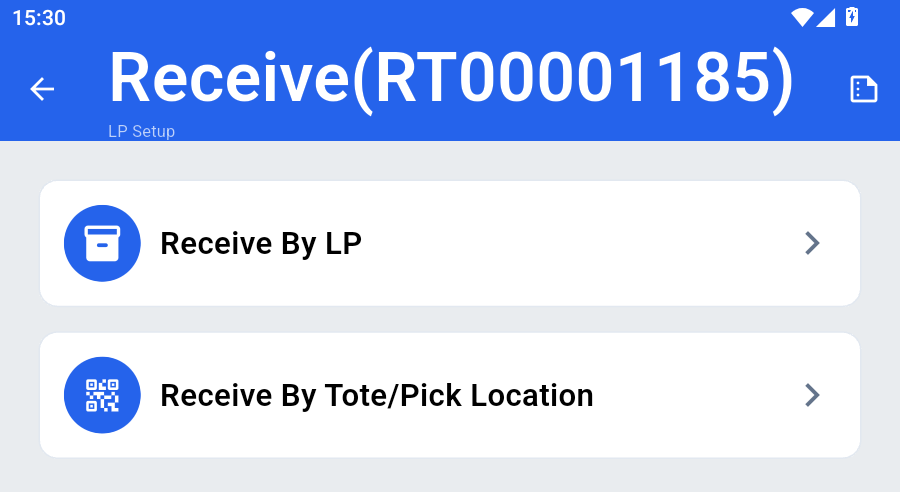 15:30
Receive(RT00001185)
LP Setup
Receive By LP
Receive By Tote/Pick Location